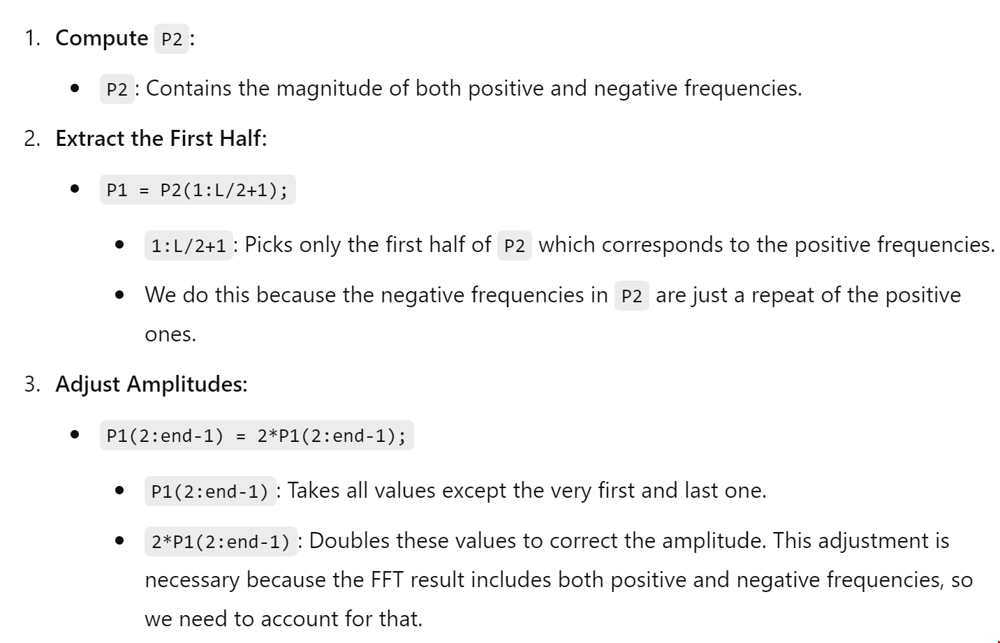 1. Compute P2:
• P2: Contains the magnitude of both positive and negative frequencies.
2. Extract the First Half:
• P1 = P2(1:L/2+1);
• 1:L/2+1: Picks only the first half of P2 which corresponds to the positive frequencies.
• We do this because the negative frequencies in P2 are just a repeat of the positive
ones.
3. Adjust Amplitudes:
• P1(2:end-1) = 2*P1(2:end-1);
• P1(2:end-1): Takes all values except the very first and last one.
• 2*P1(2:end-1): Doubles these values to correct the amplitude. This adjustment is
necessary because the FFT result includes both positive and negative frequencies, so
we need to account for that.